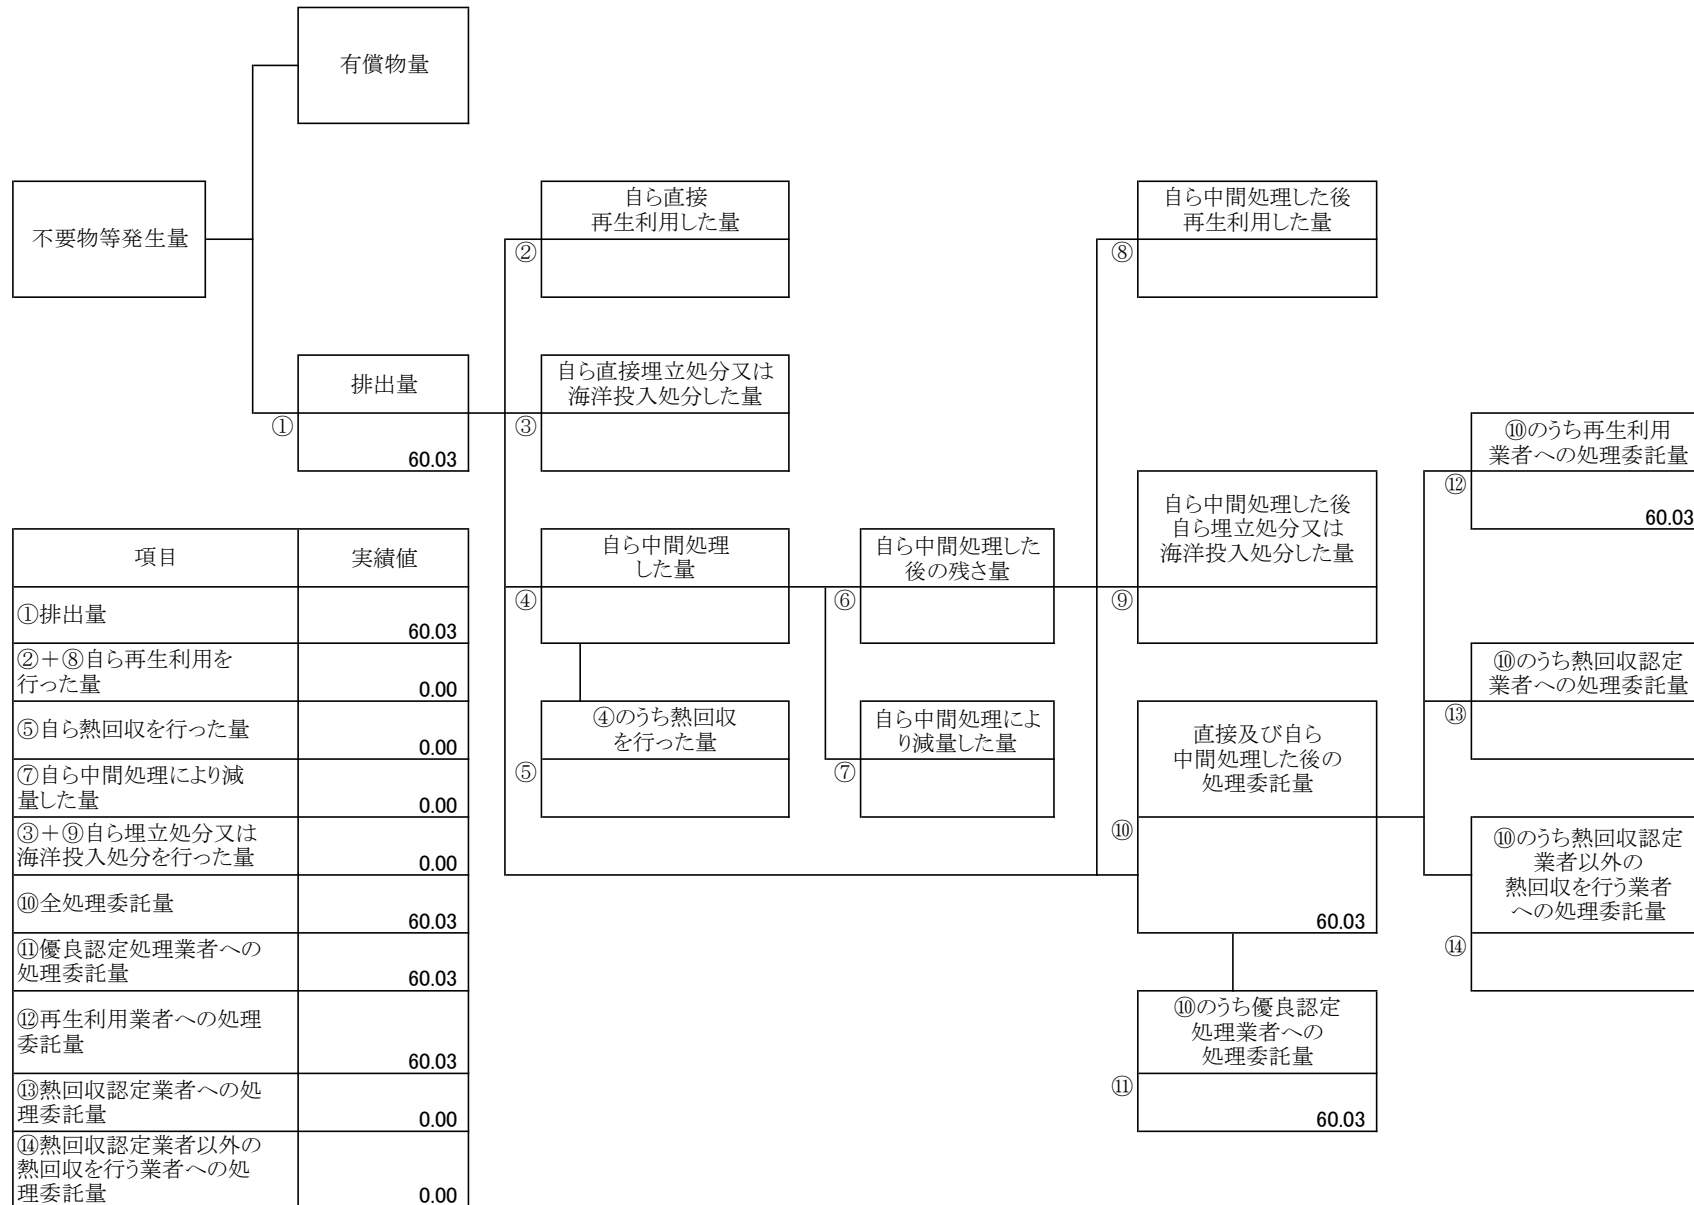 有償物量
不要物等発生量
自ら直接
再生利用した量
②
自ら中間処理した後
再生利用した量
⑧
排出量
①
60.03
自ら直接埋立処分又は
海洋投入処分した量
③
⑩のうち再生利用
業者への処理委託量
⑫
60.03
自ら中間処理した後
自ら埋立処分又は
海洋投入処分した量
⑨
自ら中間処理
した量
④
自ら中間処理した
後の残さ量
⑥
④のうち熱回収
を行った量
⑤
自ら中間処理によ
り減量した量
⑦
直接及び自ら
中間処理した後の
処理委託量
⑩
60.03
⑩のうち熱回収認定
業者への処理委託量
⑬
⑩のうち熱回収認定
業者以外の
熱回収を行う業者
への処理委託量
⑭
⑩のうち優良認定
処理業者への
処理委託量
⑪
60.03
項目 実績値
①排出量
60.03
②+⑧自ら再生利用を
行った量
0.00
⑤自ら熱回収を行った量
0.00
⑦自ら中間処理により減
量した量
0.00
③+⑨自ら埋立処分又は
海洋投入処分を行った量
0.00
⑩全処理委託量
60.03
⑪優良認定処理業者への
処理委託量
60.03
⑫再生利用業者への処理
委託量
60.03
⑬熱回収認定業者への処
理委託量
0.00
⑭熱回収認定業者以外の
熱回収を行う業者への処
理委託量
0.00